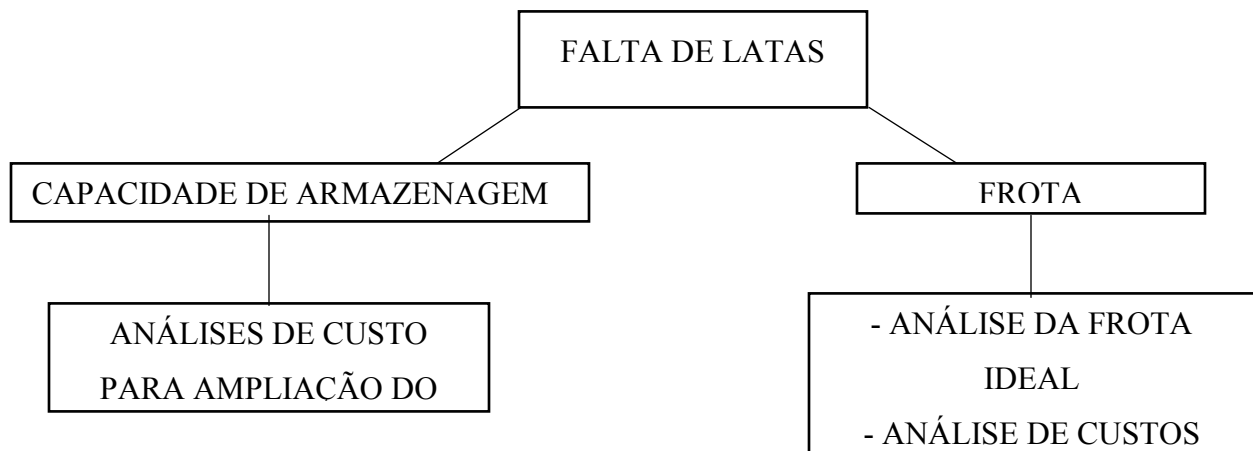 FALTA DE LATAS
CAPACIDADE DE ARMAZENAGEM
FROTA
ANÁLISES DE CUSTO
PARA AMPLIAÇÃO DO
- ANÁLISE DA FROTA
IDEAL
- ANÁLISE DE CUSTOS